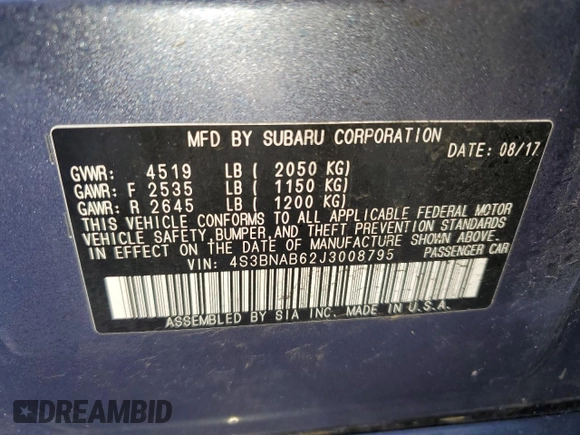 MFD BY SUBARU CORPORATION
DATE: 08/17
GVWR: 4519 LB ( 2050 KG)
GAWR: F 2535 LB ( 1150 KG)
GAWR: R 2645 LB ( 1200 KG)
THIS VEHICLE CONFORMS TO ALL APPLICABLE FEDERAL MOTOR
VEHICLE SAFETY, BUMPER, AND THEFT PREVENTION STANDARDS
IN EFFECT ON THE DATE OF MANUFACTURE SHOWN ABOVE
VIN: 4S3BNAB62J3008795 PASSENGER CAR
ASSEMBLED BY SIA INC. MADE IN U.S.A.
DREAMBID